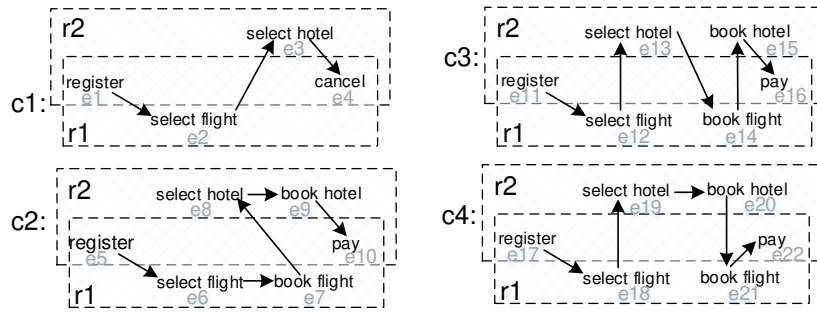 c1:
r2
select hotel
e3
register
e1
cancel
e4
select flight
e2
r1
c2:
r2
select hotel
e8
book hotel
e9
register
e5
pay
e10
select flight
e6
book flight
e7
r1
c3:
r2
select hotel
e13
book hotel
e15
register
e11
pay
e16
select flight
e12
book flight
e14
r1
c4:
r2
select hotel
e19
book hotel
e20
register
e17
pay
e22
select flight
e18
book flight
e21
r1